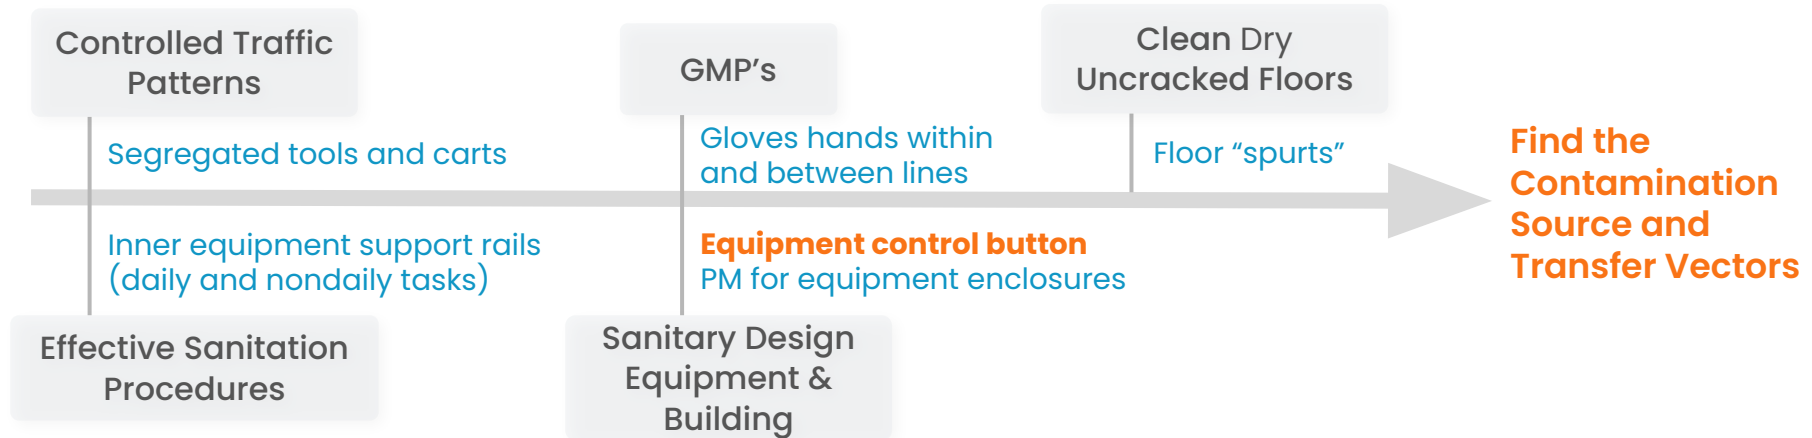 Controlled Traffic
Patterns
GMP’s
Clean Dry
Uncracked Floors
Segregated tools and carts
Gloves hands within
and between lines
Floor “spurts”
Find the
Contamination
Source and
Transfer Vectors
Inner equipment support rails
(daily and nondaily tasks)
Equipment control button
PM for equipment enclosures
Effective Sanitation
Procedures
Sanitary Design
Equipment &
Building